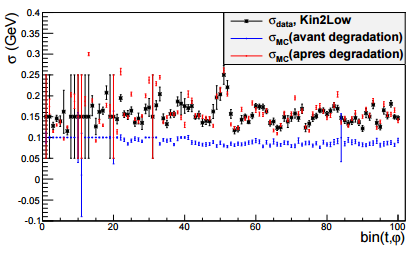 σ (GeV)
0.4
0.35
0.3
0.25
0.2
0.15
0.1
0.05
0
-0.05
-0.1
σdata, Kin2Low
σMC(avant degradation)
σMC(apres degradation)
0 20 40 60 80 100
bin(t,φ)